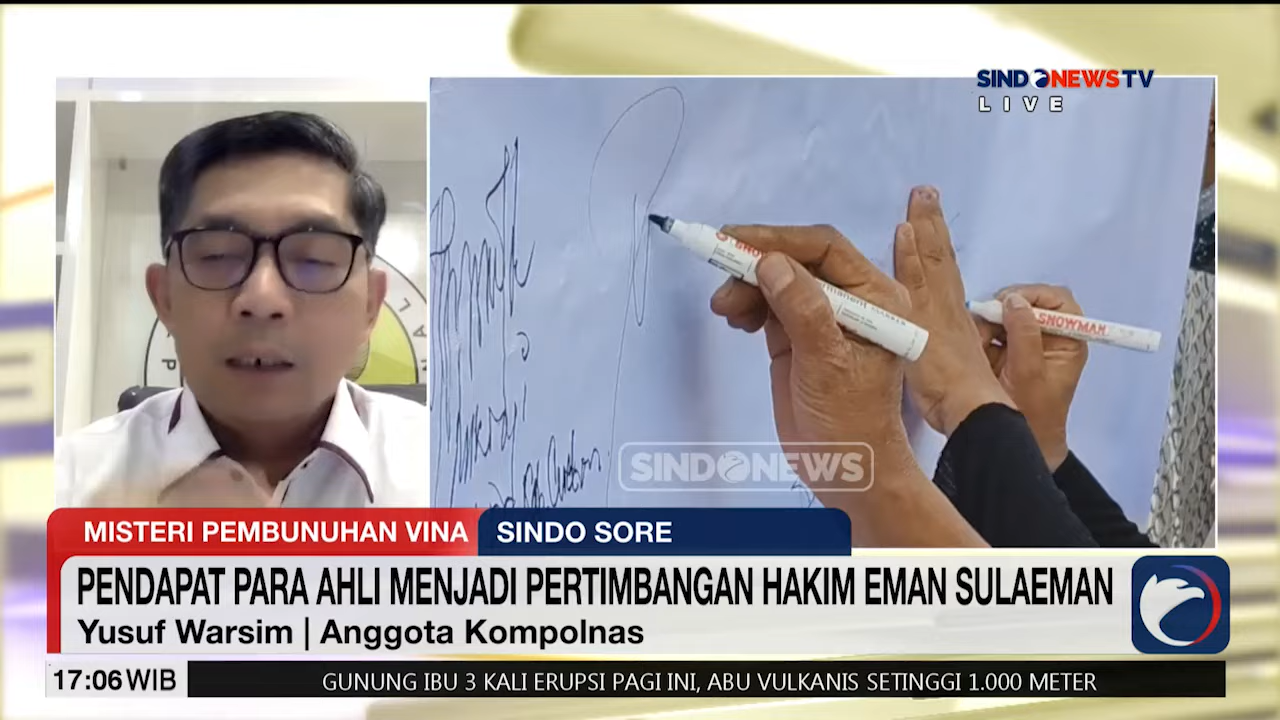 SINDONEWS TV
LIVE
SNOWMAN
SINDONEWS
MISTERI PEMBUNUHAN VINA
SINDO SORE
PENDAPAT PARA AHLI MENJADI PERTIMBANGAN HAKIM EMAN SULAEMAN
Yusuf Warsim | Anggota Kompolnas
17:06 WIB
GUNUNG IBU 3 KALI ERUPSI PAGI INI, ABU VULKANIS SETINGGI 1.000 METER